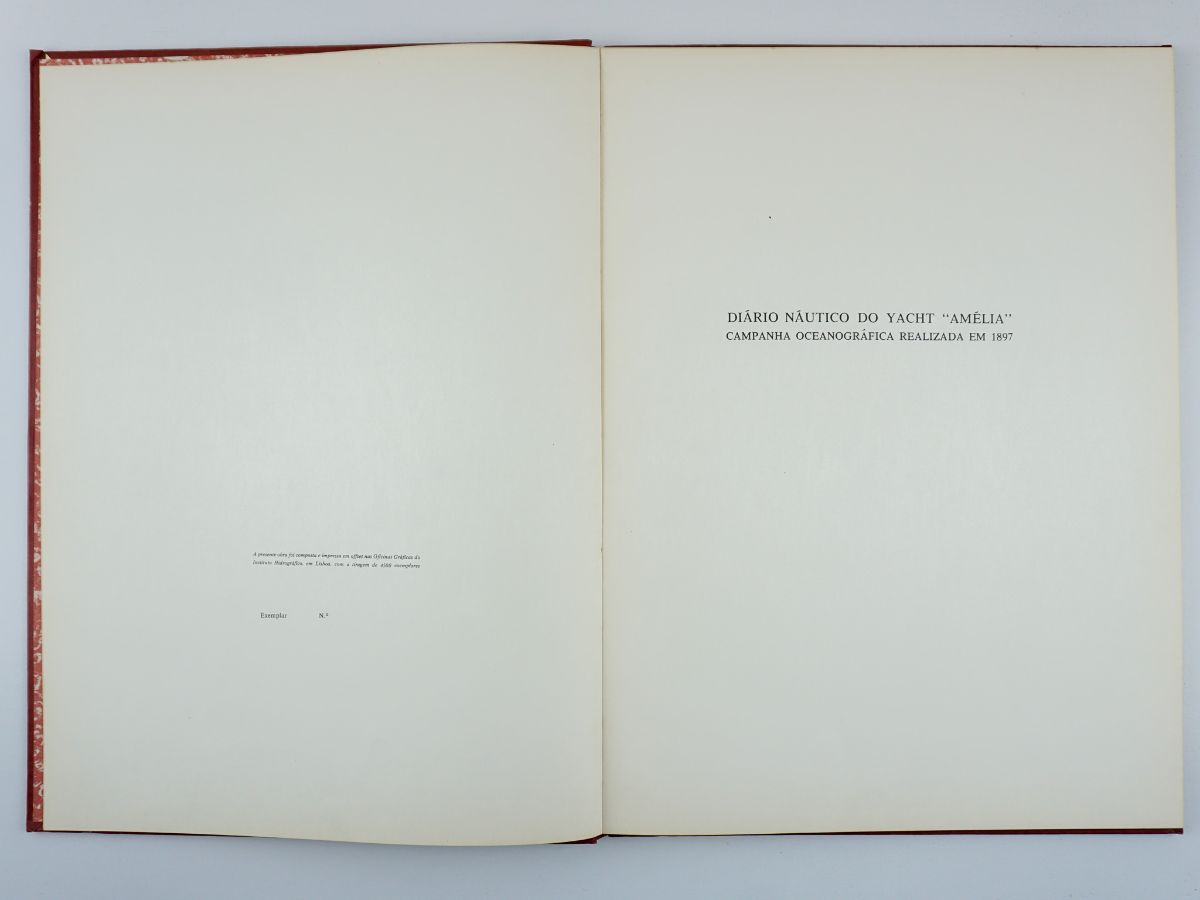 A presente obra foi composta e impressa em offset nas Oficinas Gráficas do
Instituto Hidrográfico, em Lisboa, com a tiragem de exemplares
Exemplar N.º
DIÁRIO NÁUTICO DO YACHT “AMÉLIA”
CAMPANHA OCEANOGRÁFICA REALIZADA EM 1897